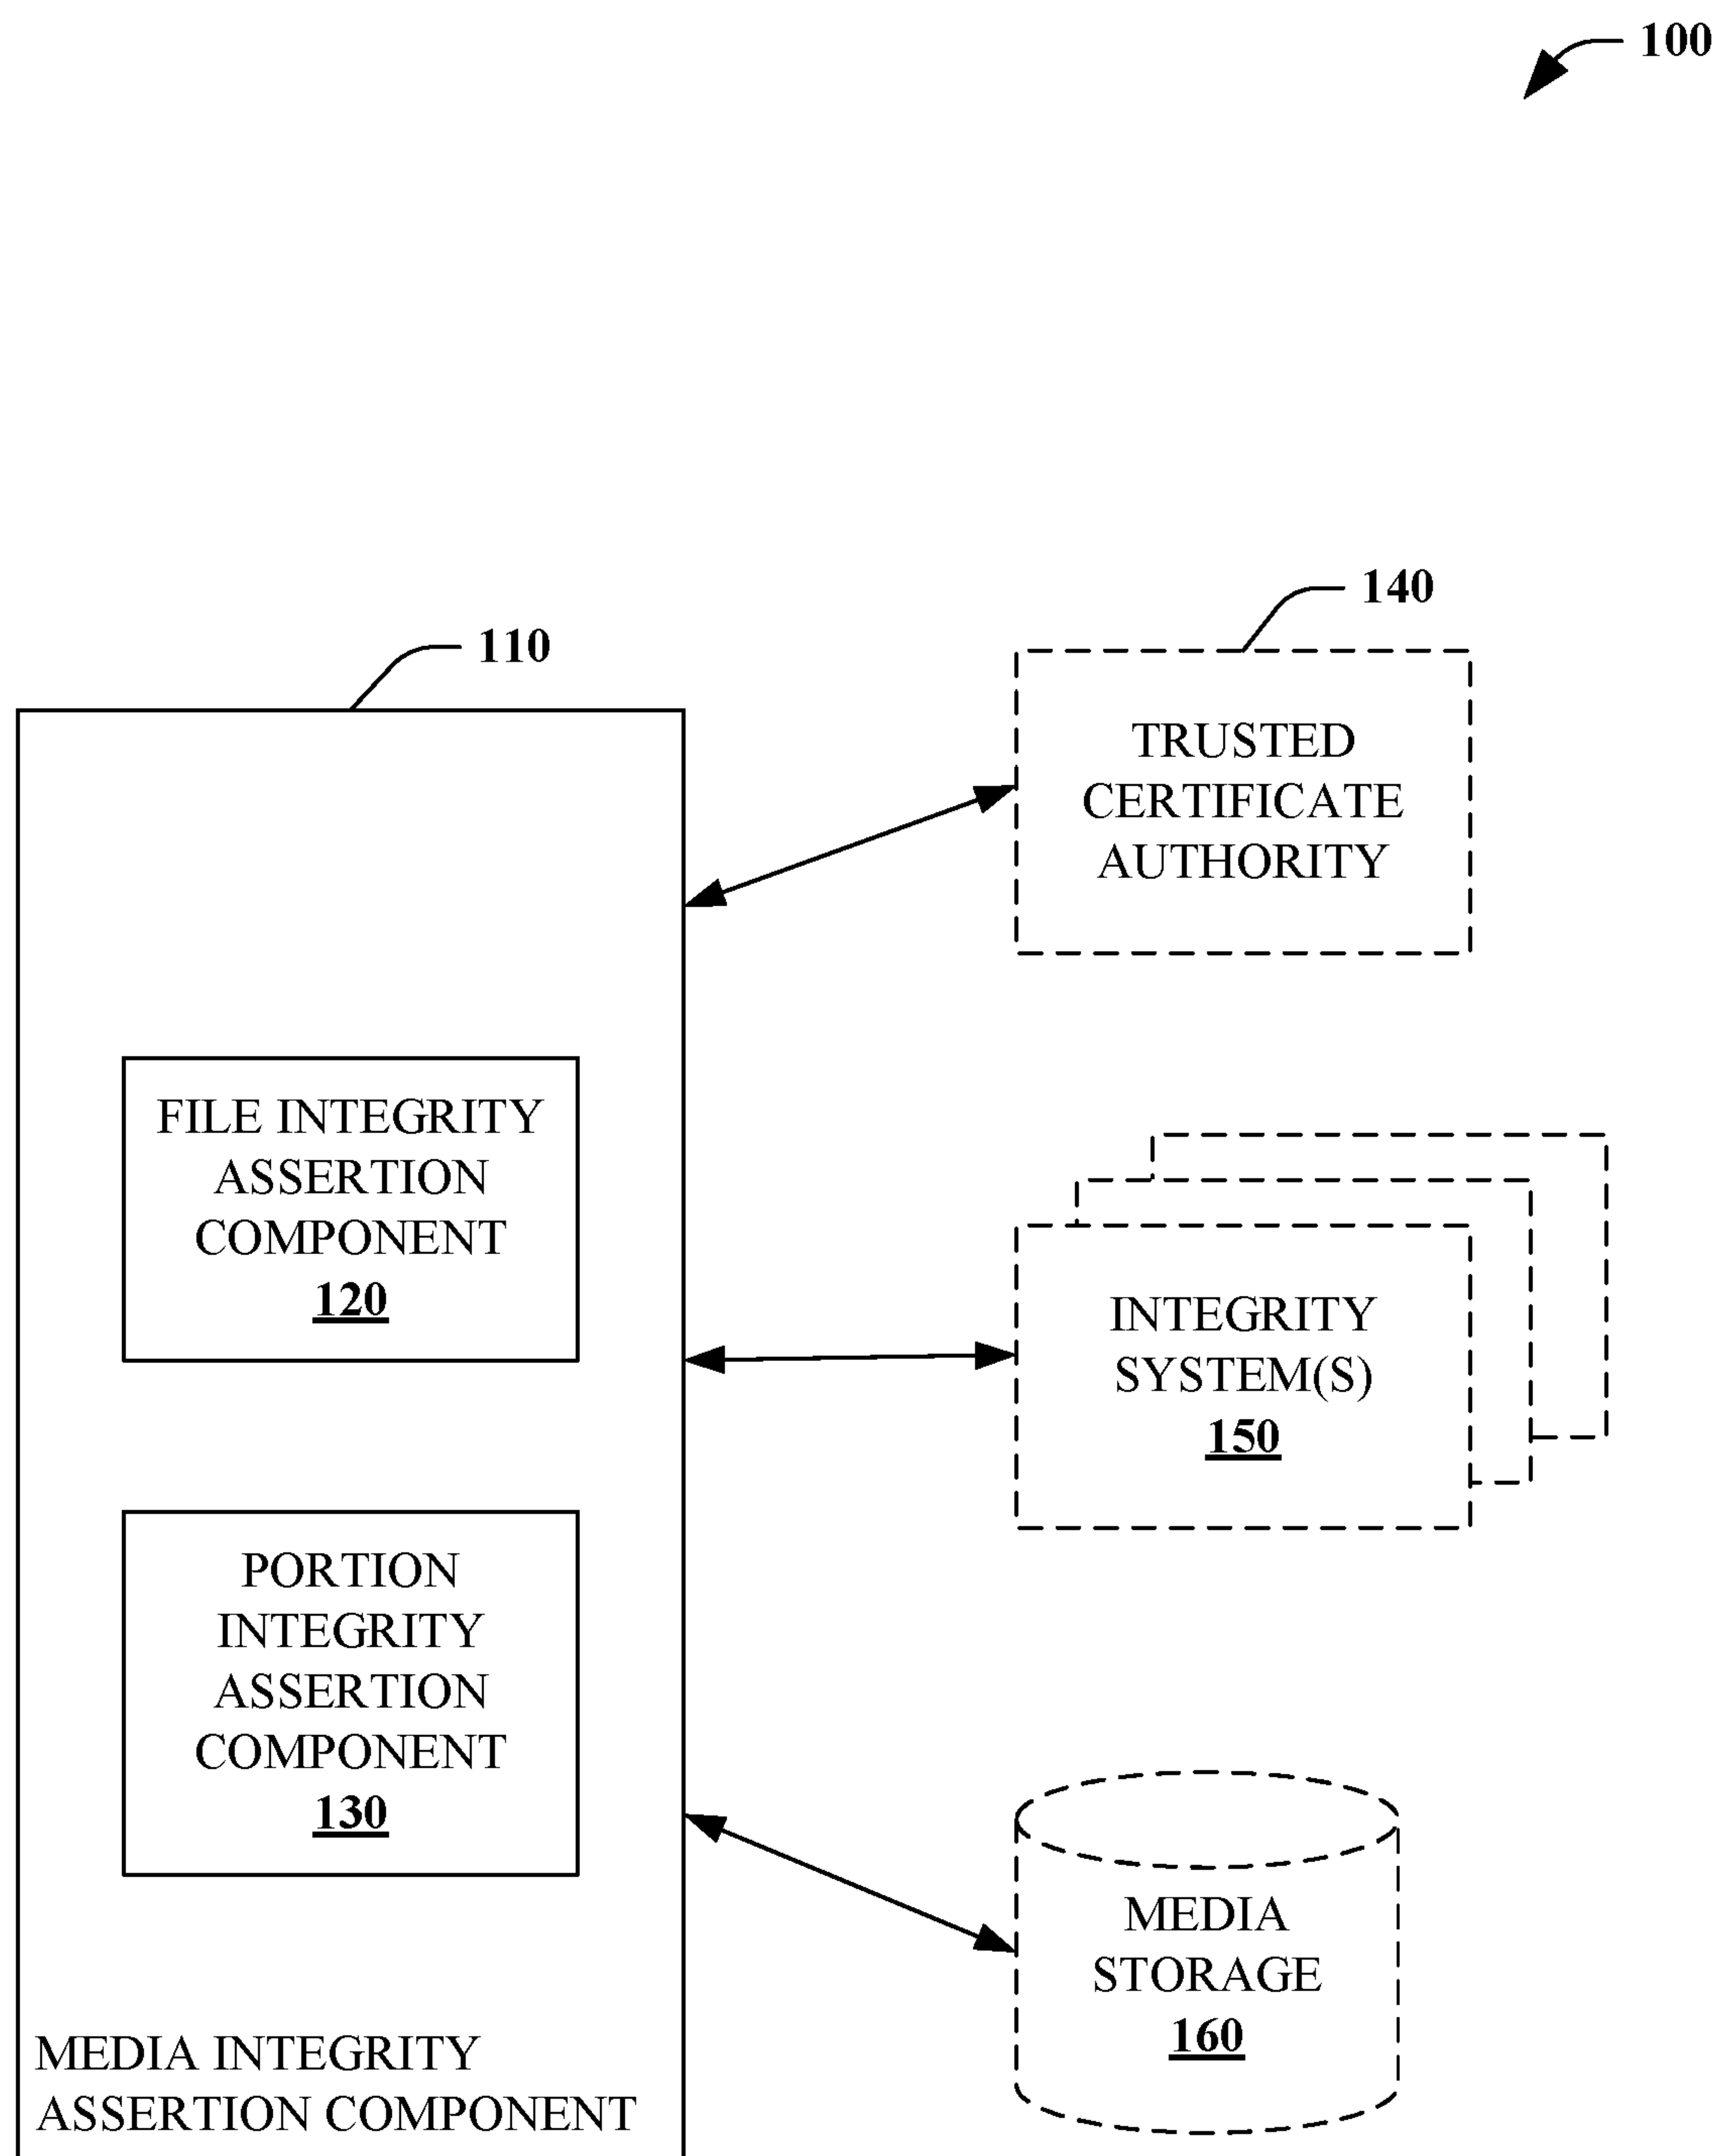 100
140
110
TRUSTED
CERTIFICATE
AUTHORITY
FILE INTEGRITY
ASSERTION
COMPONENT
120
INTEGRITY
SYSTEM(S)
150
PORTION
INTEGRITY
ASSERTION
COMPONENT
130
MEDIA
STORAGE
160
MEDIA INTEGRITY
ASSERTION COMPONENT